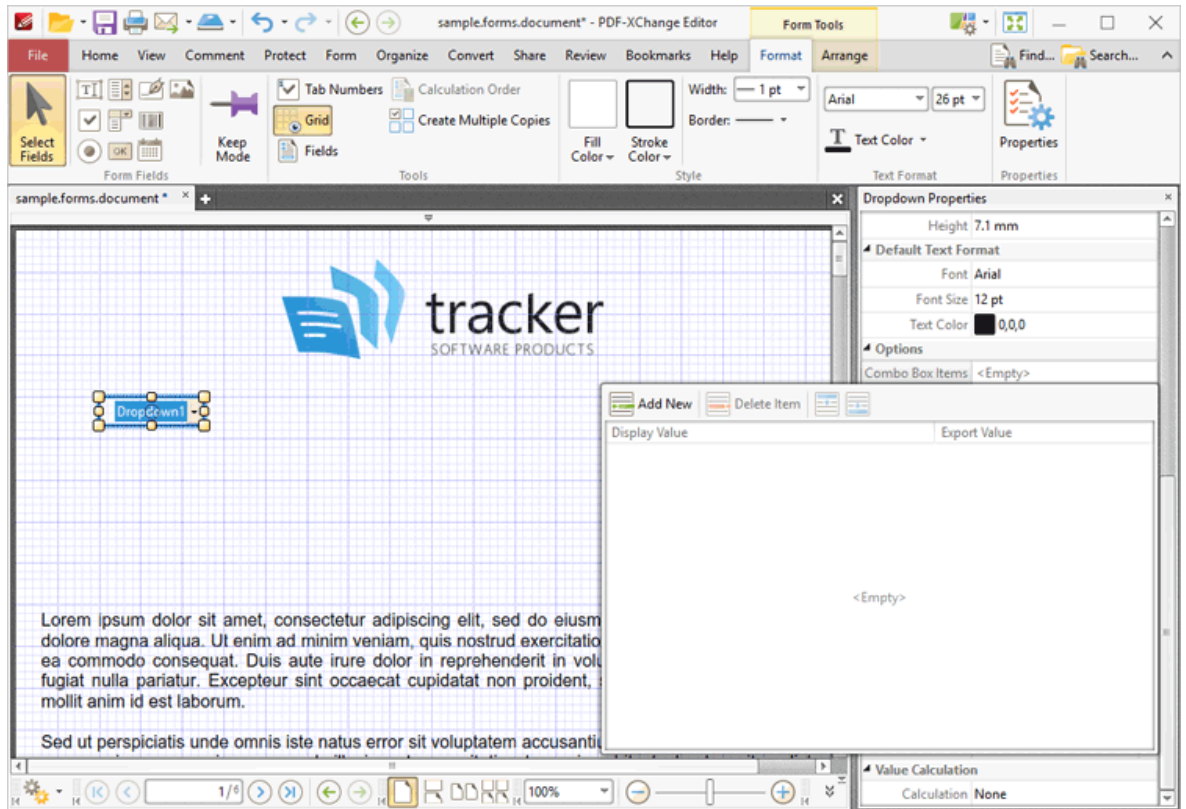 sample.forms.document* - PDF-XChange Editor
Form Tools
File Home View Comment Protect Form Organize Convert Share Review Bookmarks Help Format Arrange Find... Search...
Select Fields
OK
Form Fields
Keep Mode
Tab Numbers
Grid
Fields
Calculation Order
Create Multiple Copies
Tools
Fill Color
Stroke Color
Width: 1 pt
Border:
Style
Arial 26 pt
T Text Color
Text Format
Properties
Properties
sample.forms.document *
Dropdown Properties
Height 7.1 mm
Default Text Format
Font Arial
Font Size 12 pt
Text Color 0,0,0
Options
Combo Box Items <Empty>
tracker
SOFTWARE PRODUCTS
Dropdown1
Add New Delete Item
Display Value Export Value
<Empty>
Lorem ipsum dolor sit amet, consectetur adipiscing elit, sed do eiusm
dolore magna aliqua. Ut enim ad minim veniam, quis nostrud exercitatio
ea commodo consequat. Duis aute irure dolor in reprehenderit in volu
fugiat nulla pariatur. Excepteur sint occaecat cupidatat non proident, s
mollit anim id est laborum.
Sed ut perspiciatis unde omnis iste natus error sit voluptatem accusantiu
Value Calculation
Calculation None
1/6
100%